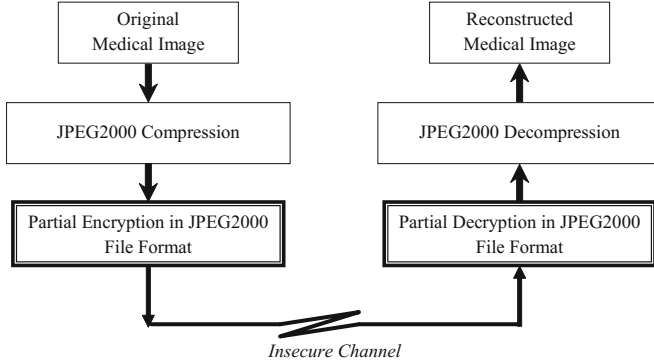 Original
Medical Image
JPEG2000 Compression
Partial Encryption in JPEG2000
File Format
Reconstructed
Medical Image
JPEG2000 Decompression
Partial Decryption in JPEG2000
File Format
Insecure Channel